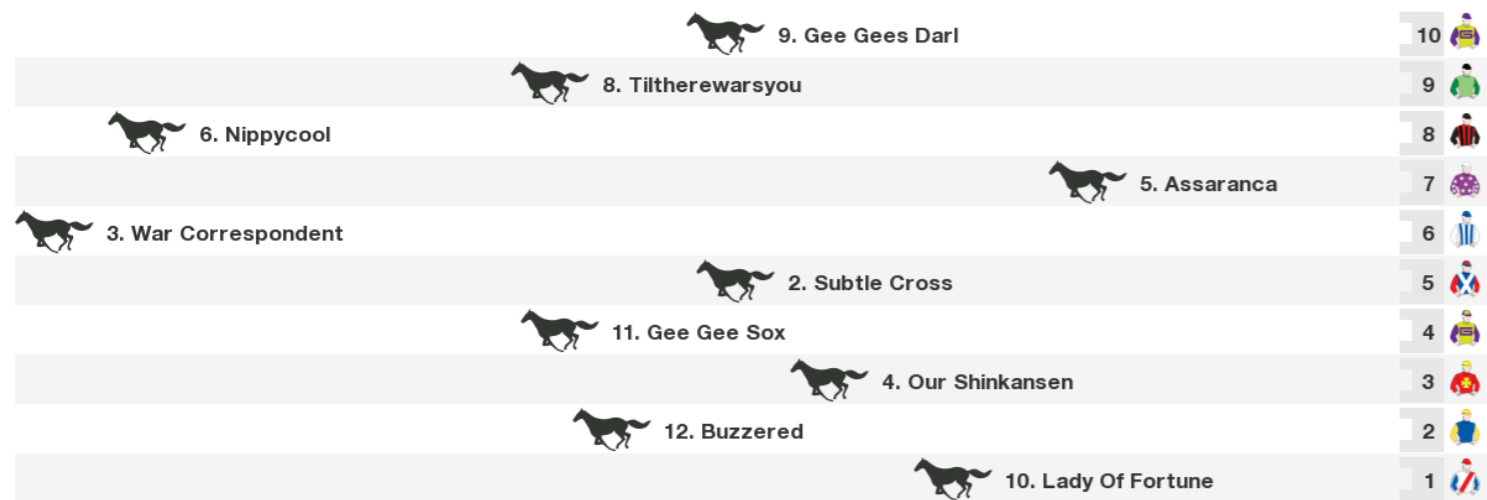 9. Gee Gees Darl 10
8. Tiltherewarsyou 9
6. Nippycool 8
5. Assaranca 7
3. War Correspondent 6
2. Subtle Cross 5
11. Gee Gee Sox 4
4. Our Shinkansen 3
12. Buzzered 2
10. Lady Of Fortune 1